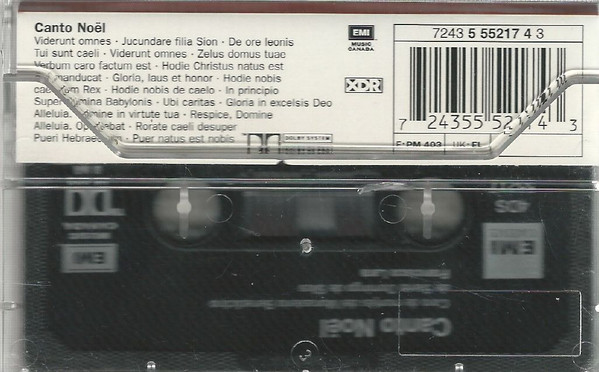 Canto Noël
Viderunt omnes · Jucundare filia Sion · De ore leonis
Tui sunt caeli · Viderunt omnes · Zelus domus tuae
Verbum caro factum est · Hodie Christus natus est
manducat · Gloria, laus et honor · Hodie nobis
Rex · Hodie nobis de caelo · In principio
Super flumina Babylonis · Ubi caritas · Gloria in excelsis Deo
Alleluia. Domine in virtute tua · Respice, Domine
Alleluia. Rorate caeli desuper
Pueri Hebraeorum · Puer natus est nobis
DOLBY SYSTEM
EMI
MUSIC
CANADA
XDR
7243 5 55217 4 3
7 24355 52174 3
F: PM 403 UK: EL
4DS
EMI
EMI
CANADA
Canto Noël